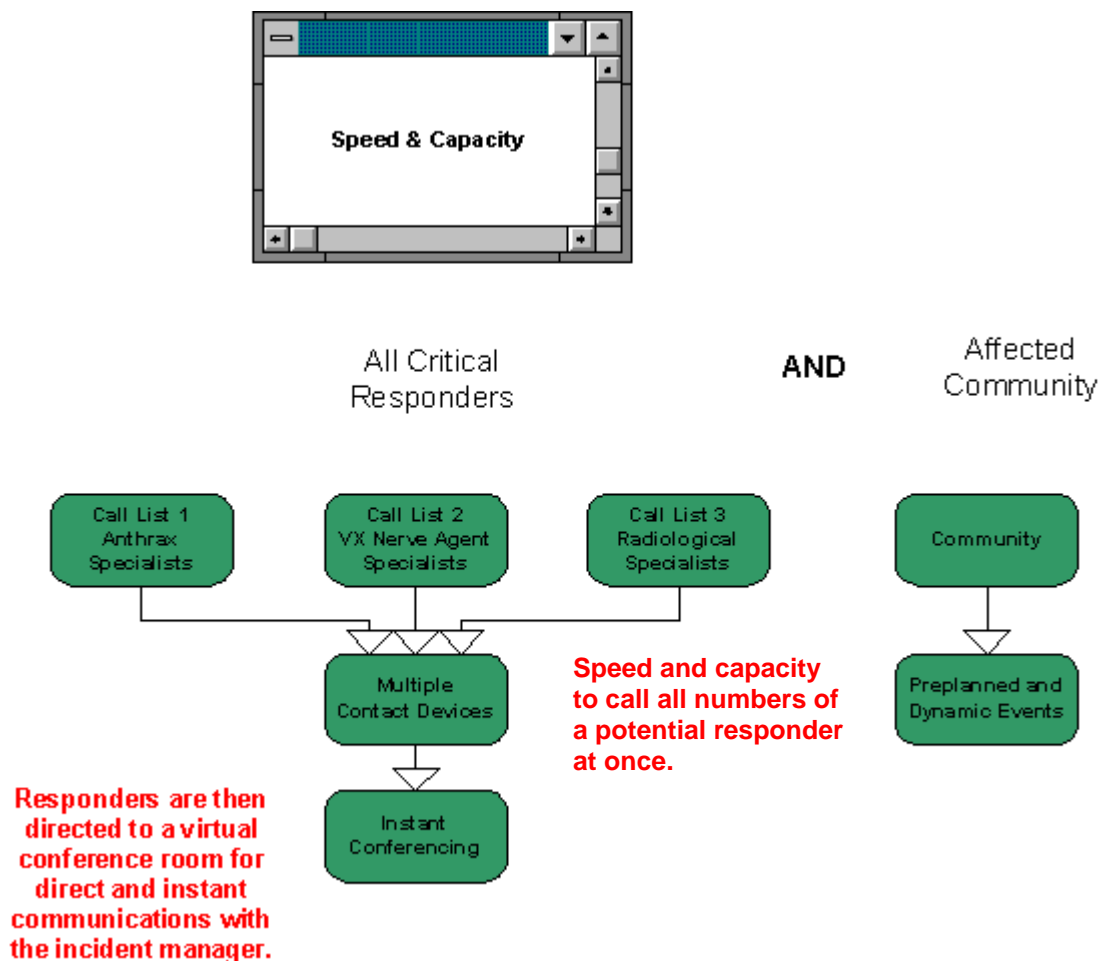 Speed & Capacity
All Critical
Responders
AND
Affected
Community
Call List 1
Anthrax
Specialists
Call List 2
VX Nerve Agent
Specialists
Call List 3
Radiological
Specialists
Community
Multiple
Contact Devices
Speed and capacity
to call all numbers of
a potential responder
at once.
Preplanned and
Dynamic Events
Responders are then
directed to a virtual
conference room for
direct and instant
communications with
the incident manager.
Instant
Conferencing